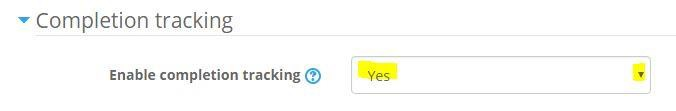 Completion tracking
Enable completion tracking ? Yes